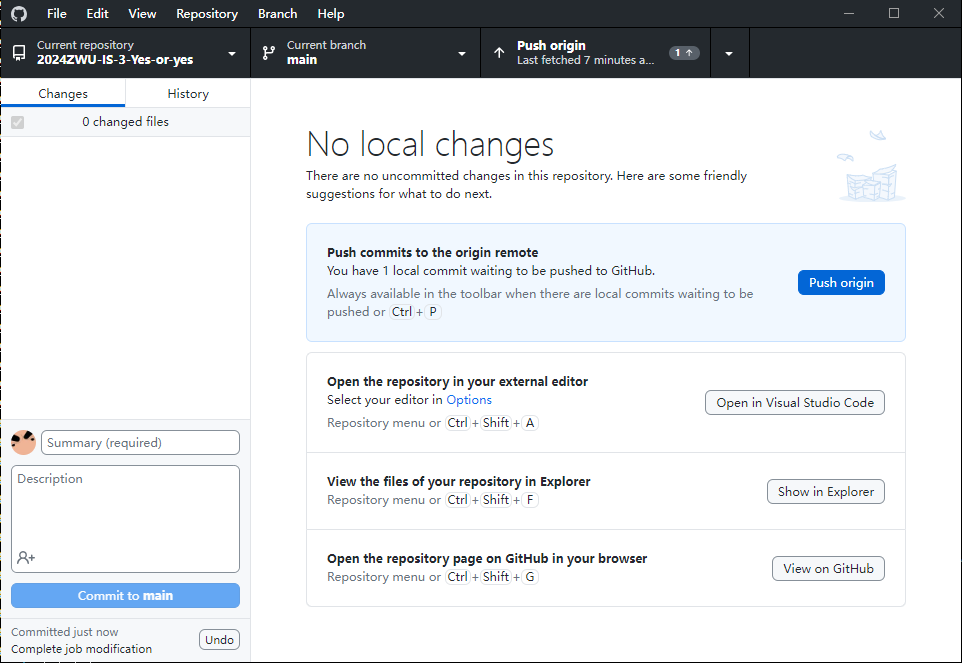 File Edit View Repository Branch Help
Current repository
2024ZWU-IS-3-Yes-or-yes
Current branch
main
Push origin
Last fetched 7 minutes a...
1
Changes
History
0 changed files
No local changes
There are no uncommitted changes in this repository. Here are some friendly
suggestions for what to do next.
Push commits to the origin remote
You have 1 local commit waiting to be pushed to GitHub.
Always available in the toolbar when there are local commits waiting to be
pushed or Ctrl + P
Push origin
Open the repository in your external editor
Select your editor in Options
Repository menu or Ctrl + Shift + A
Open in Visual Studio Code
View the files of your repository in Explorer
Repository menu or Ctrl + Shift + F
Show in Explorer
Open the repository page on GitHub in your browser
Repository menu or Ctrl + Shift + G
View on GitHub
Summary (required)
Description
Commit to main
Committed just now
Complete job modification
Undo